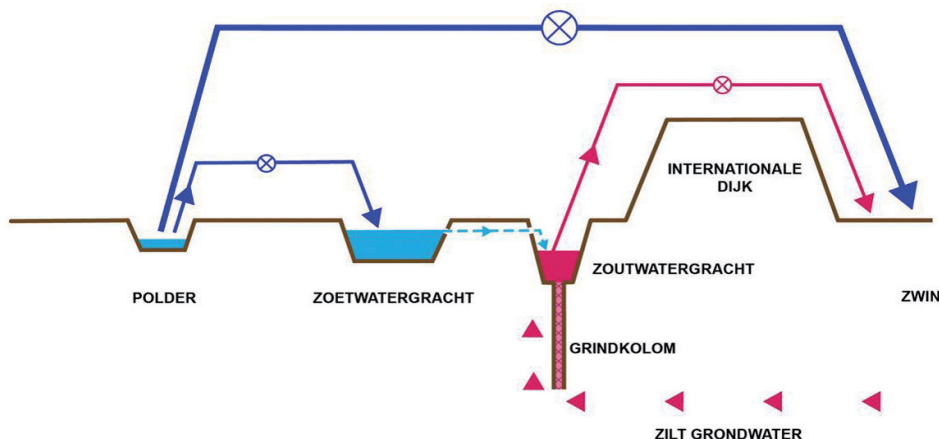 INTERNATIONALE
DIJK
POLDER
ZOETWATERGRACHT
ZOUTWATERGRACHT
ZWIN
GRINDKOLOM
ZILT GRONDWATER